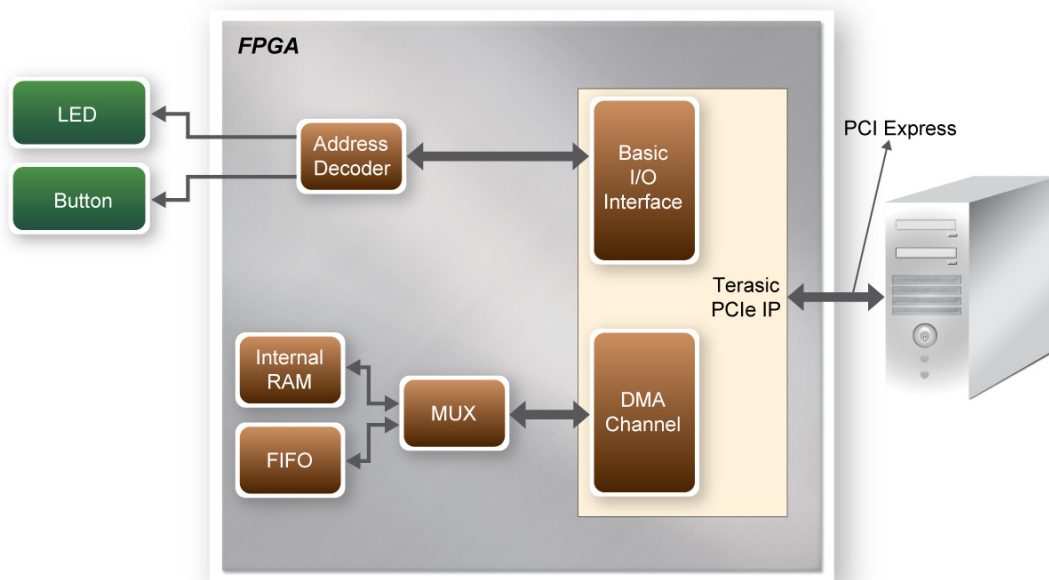 FPGA
LED
Button
Address
Decoder
Basic
I/O
Interface
PCI Express
Terasic
PCIe IP
Internal
RAM
FIFO
MUX
DMA
Channel